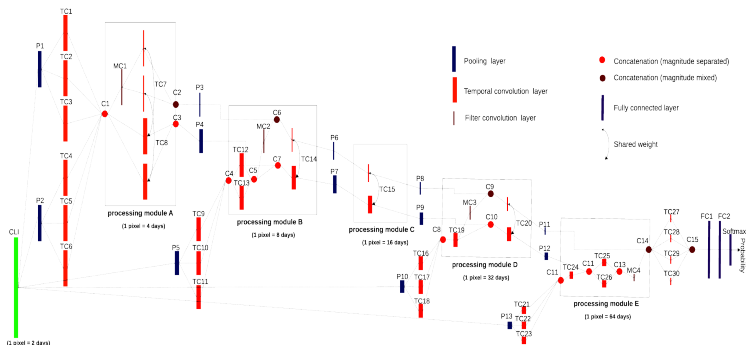 TC1
P1
TC2
TC3
TC4
P2
TC5
TC6
CLI
(1 pixel = 2 days)
C1
MC1
TC7
TC8
C2
C3
processing module A
(1 pixel = 4 days)
P3
P4
P5
TC9
TC10
TC11
C4
TC12
TC13
C5
MC2
C6
C7
TC14
processing module B
(1 pixel = 8 days)
P6
P7
TC15
processing module C
(1 pixel = 16 days)
P8
P9
P10
TC16
TC17
TC18
C8
TC19
MC3
C9
C10
TC20
processing module D
(1 pixel = 32 days)
P11
P12
P13
TC21
TC22
TC23
C11
TC24
C11
TC25
TC26
C13
MC4
processing module E
(1 pixel = 64 days)
C14
TC27
TC28
TC29
TC30
C15
FC1
FC2
Softmax
Probability
Pooling layer
Temporal convolution layer
Filter convolution layer
Concatenation (magnitude separated)
Concatenation (magnitude mixed)
Fully connected layer
Shared weight